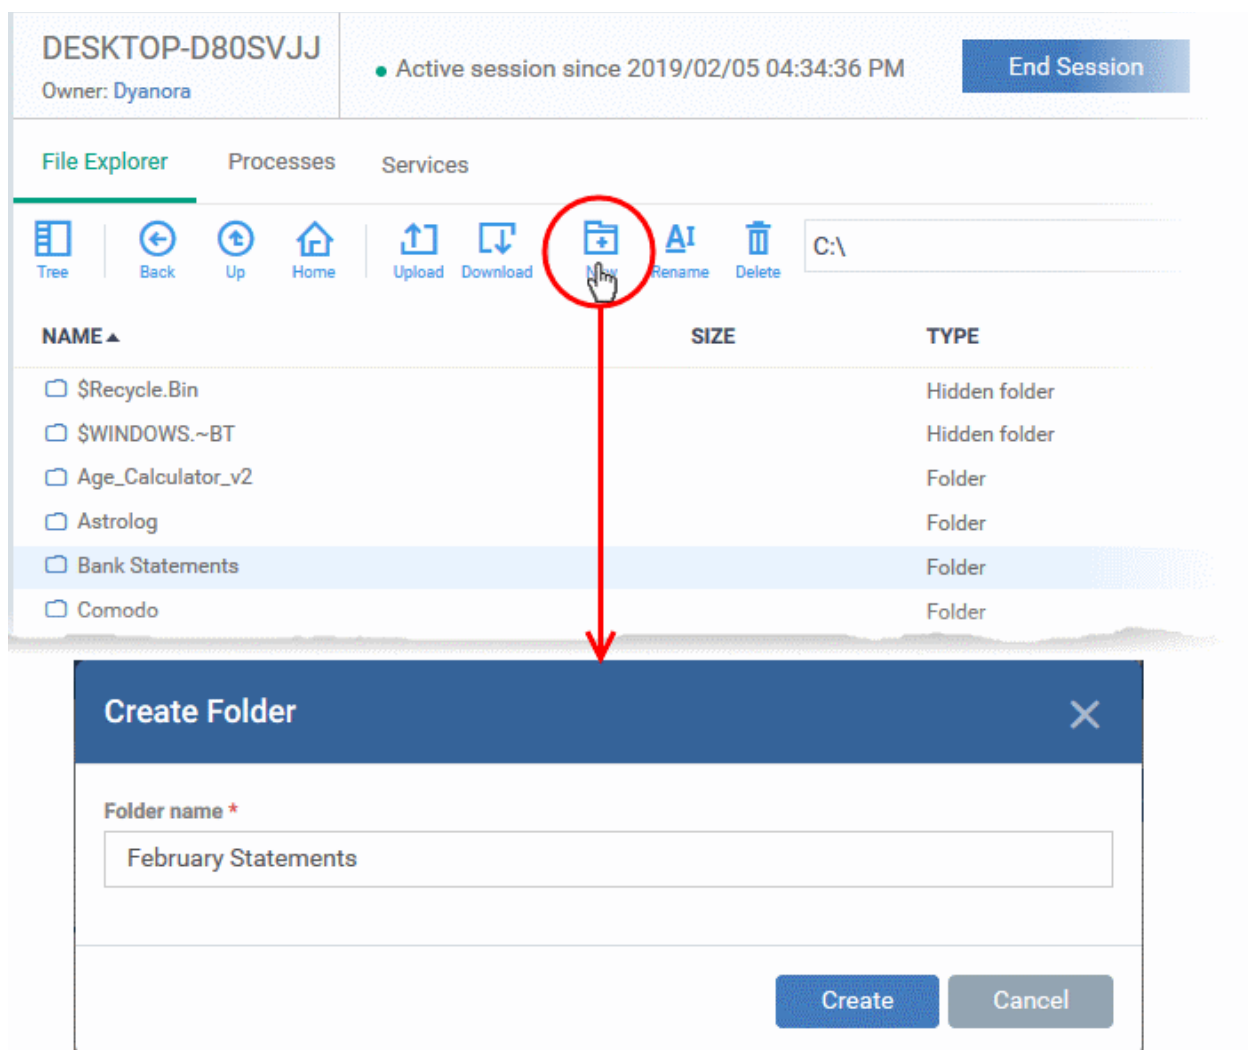 DESKTOP-D80SVJJ
Owner: Dyanora
Active session since 2019/02/05 04:34:36 PM
End Session
File Explorer Processes Services
Tree Back Up Home Upload Download New Rename Delete C:\
NAME SIZE TYPE
$Recycle.Bin Hidden folder
$WINDOWS.~BT Hidden folder
Age_Calculator_v2 Folder
Astrolog Folder
Bank Statements Folder
Comodo Folder
Create Folder
Folder name *
February Statements
Create Cancel